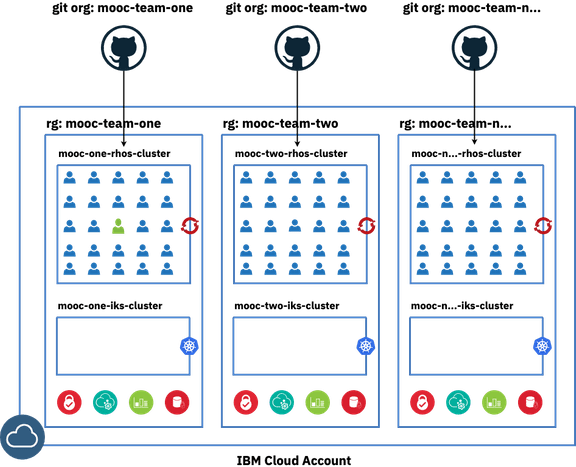 git org: mooc-team-one
git org: mooc-team-two
git org: mooc-team-n...
rg: mooc-team-one
rg: mooc-team-two
rg: mooc-team-n...
mooc-one-rhos-cluster
mooc-two-rhos-cluster
mooc-n...-rhos-cluster
mooc-one-iks-cluster
mooc-two-iks-cluster
mooc-n...-iks-cluster
IBM Cloud Account